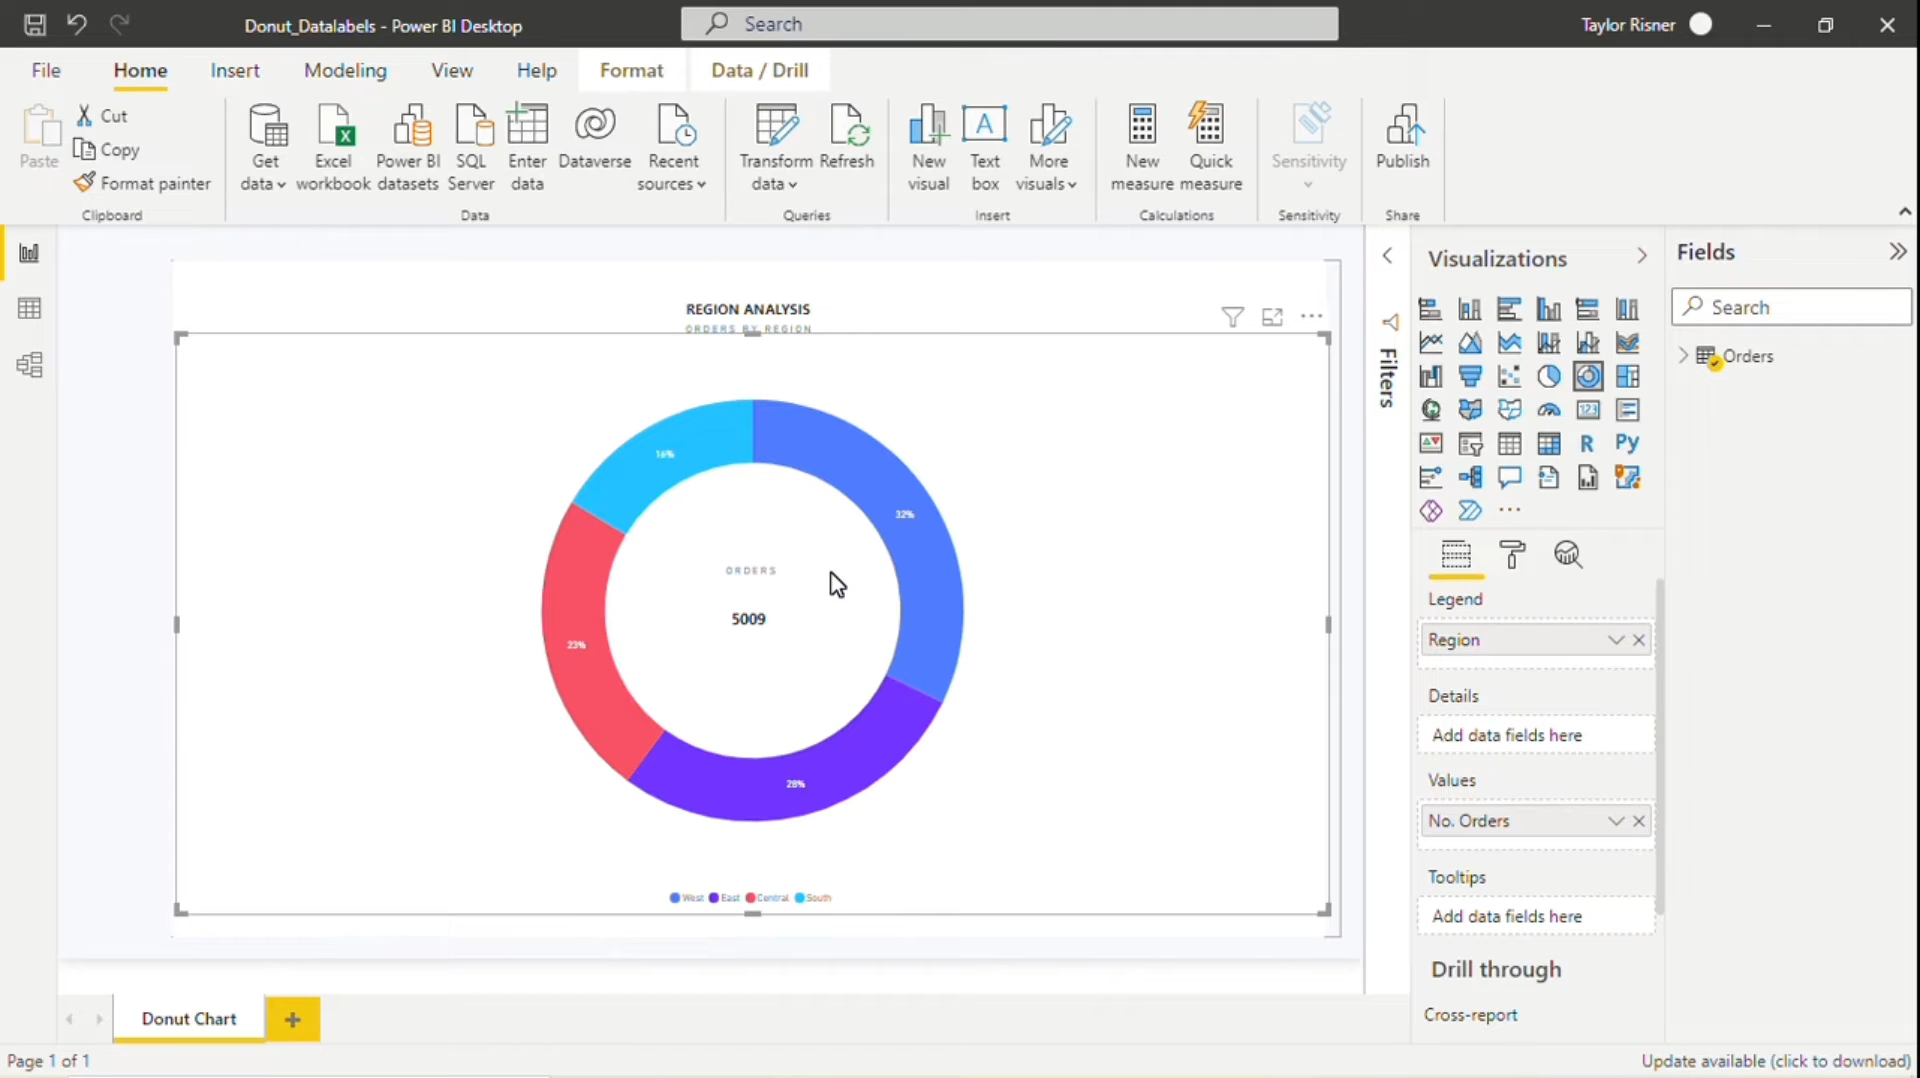 Donut_Datalabels - Power BI Desktop
Search
Taylor Risner
File Home Insert Modeling View Help Format Data / Drill
Paste
Cut
Copy
Format painter
Clipboard
Get data
Excel workbook
Power BI datasets
SQL Server
Enter data
Dataverse
Recent sources
Data
Transform data
Refresh
Queries
New visual
A
Text box
More visuals
Insert
New measure
Quick measure
Calculations
Sensitivity
Sensitivity
Publish
Share
REGION ANALYSIS
ORDERS BY REGION
16%
32%
23%
28%
ORDERS
5009
West East Central South
Filters
Visualizations
123
R
Py
Legend
Region
Details
Add data fields here
Values
No. Orders
Tooltips
Add data fields here
Drill through
Cross-report
Fields
Search
Orders
Donut Chart
Page 1 of 1
Update available (click to download)